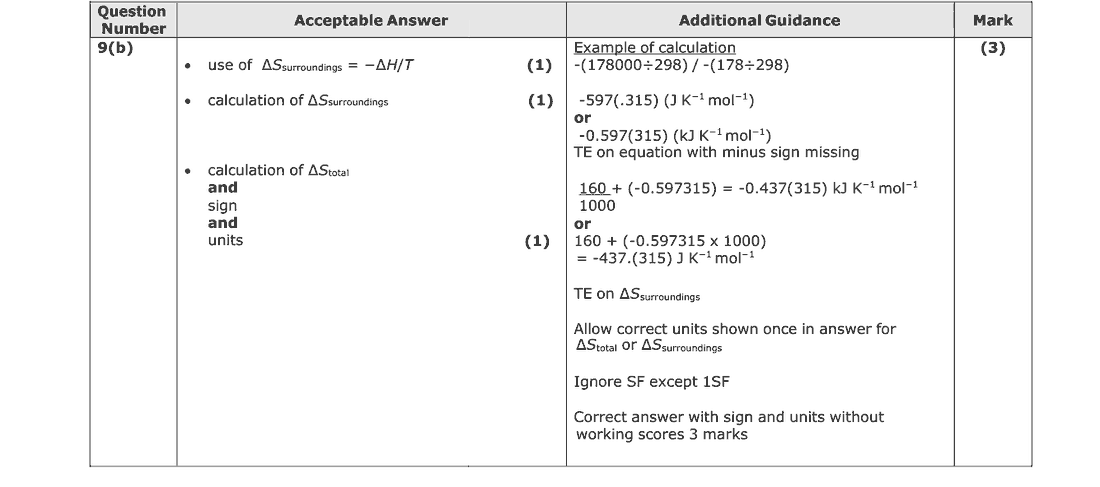 Question Number
Acceptable Answer
Additional Guidance
Mark
9(b)
• use of ΔSsurroundings = −ΔH/T (1)
• calculation of ΔSsurroundings (1)
• calculation of ΔStotal
and
sign
and
units (1)
Example of calculation
-(178000÷298) / -(178÷298)
-597(.315) (J K⁻¹ mol⁻¹)
or
-0.597(315) (kJ K⁻¹ mol⁻¹)
TE on equation with minus sign missing
160 + (-0.597315) = -0.437(315) kJ K⁻¹ mol⁻¹
1000
or
160 + (-0.597315 x 1000)
= -437.(315) J K⁻¹ mol⁻¹
TE on ΔSsurroundings
Allow correct units shown once in answer for
ΔStotal or ΔSsurroundings
Ignore SF except 1SF
Correct answer with sign and units without
working scores 3 marks
(3)